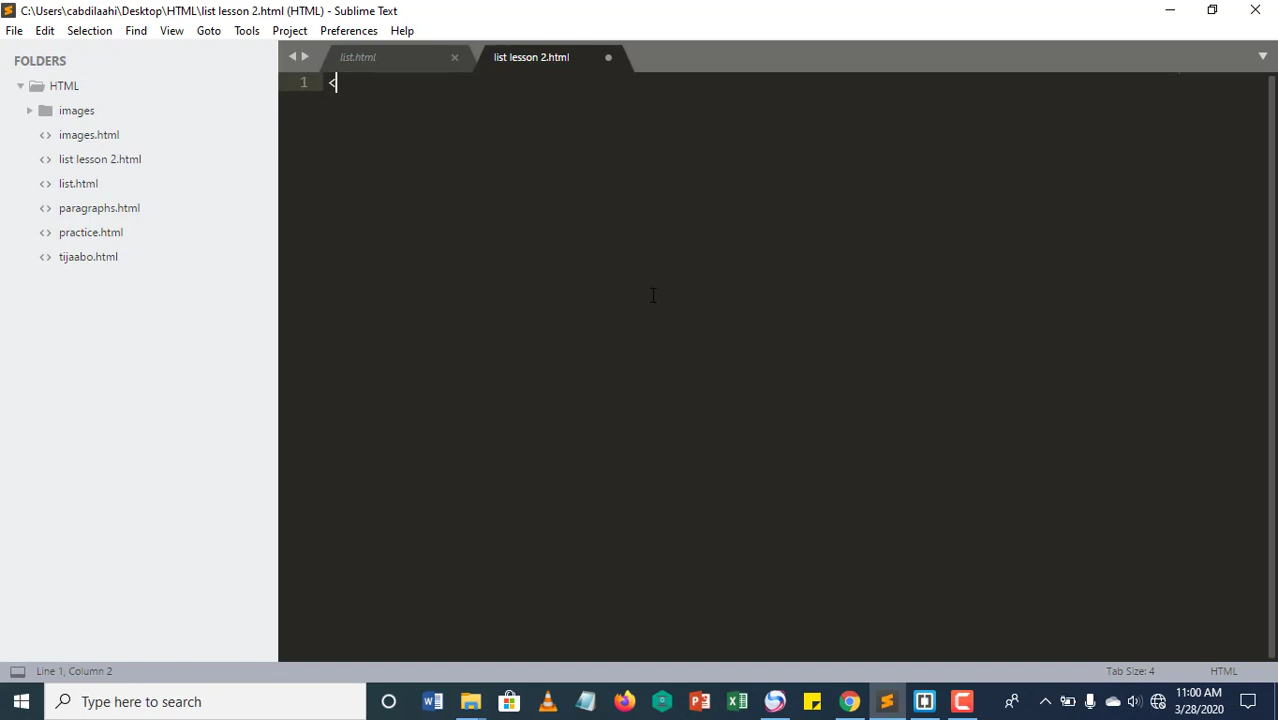 C:\Users\cabdilaahi\Desktop\HTML\list lesson 2.html (HTML) - Sublime Text
File Edit Selection Find View Goto Tools Project Preferences Help
FOLDERS
HTML
images
images.html
list lesson 2.html
list.html
paragraphs.html
practice.html
tijaabo.html
list.html
list lesson 2.html
1 <
Line 1, Column 2
Tab Size: 4
HTML
Type here to search
11:00 AM
3/28/2020